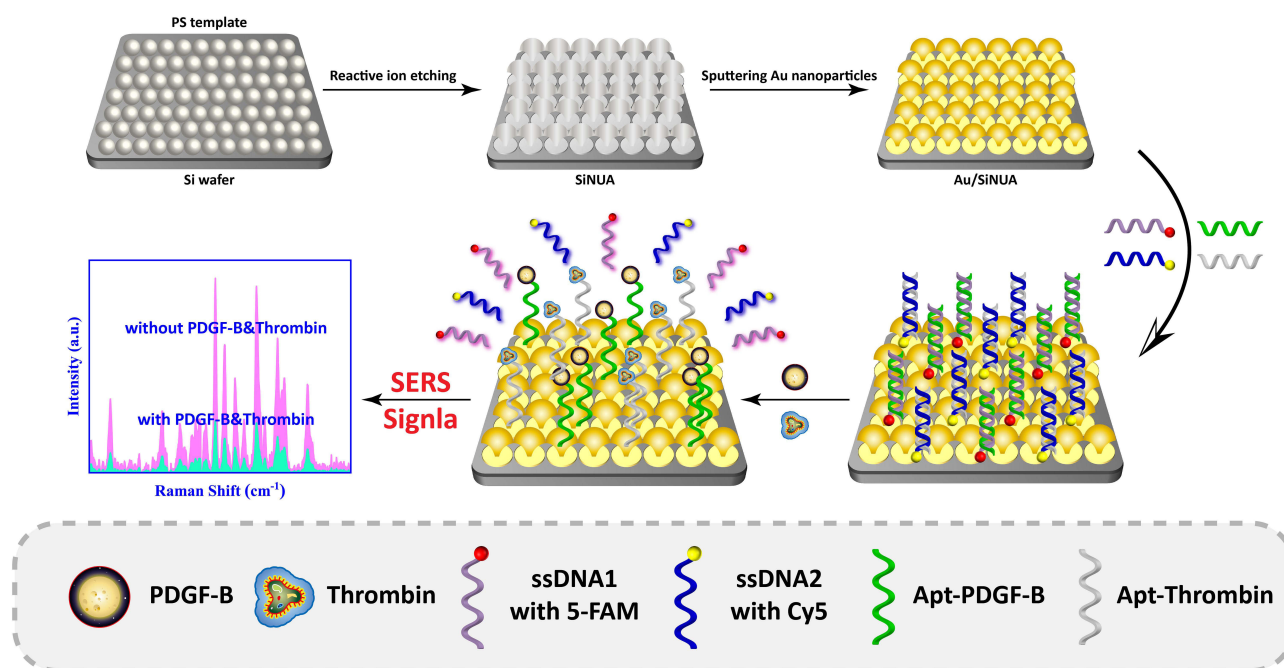 PS template
Reactive ion etching
Sputtering Au nanoparticles
Si wafer
SiNUA
Au/SiNUA
Intensity (a.u.)
without PDGF-B&Thrombin
with PDGF-B&Thrombin
Raman Shift (cm-1)
SERS
Signla
PDGF-B
Thrombin
ssDNA1
with 5-FAM
ssDNA2
with Cy5
Apt-PDGF-B
Apt-Thrombin